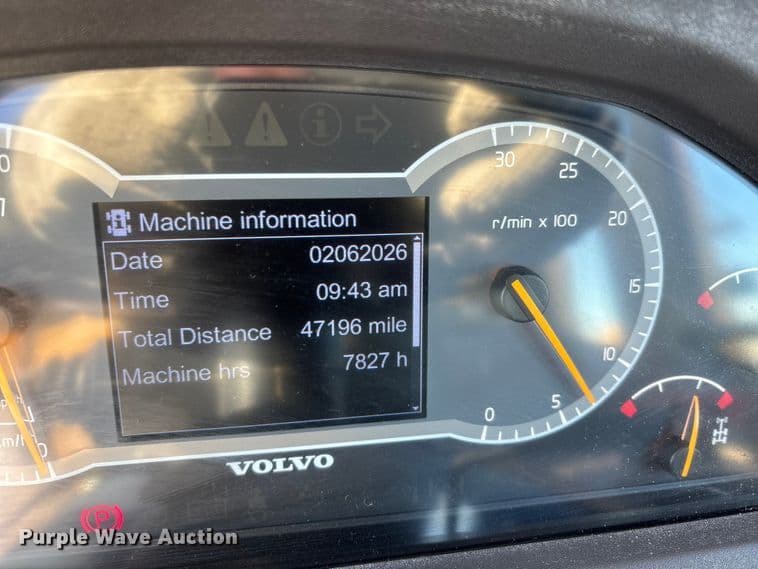 Machine information
Date 02062026
Time 09:43 am
Total Distance 47196 mile
Machine hrs 7827 h
30
25
20
15
10
5
0
r/min x 100
VOLVO
P
Purple Wave Auction